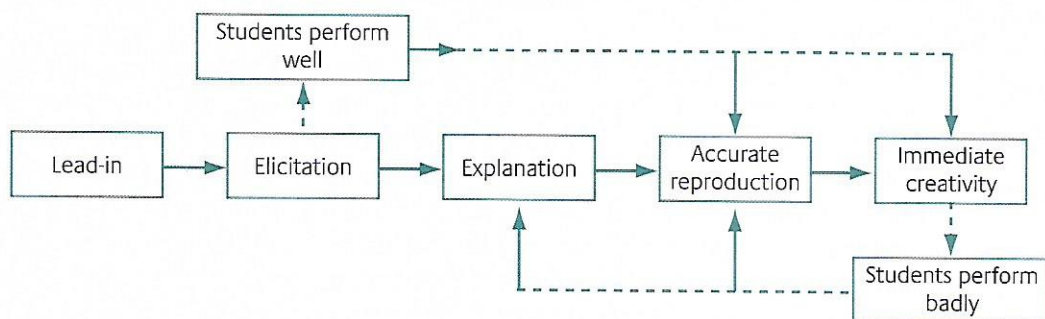 Students perform
well
Lead-in
Elicitation
Explanation
Accurate
reproduction
Immediate
creativity
Students perform
badly